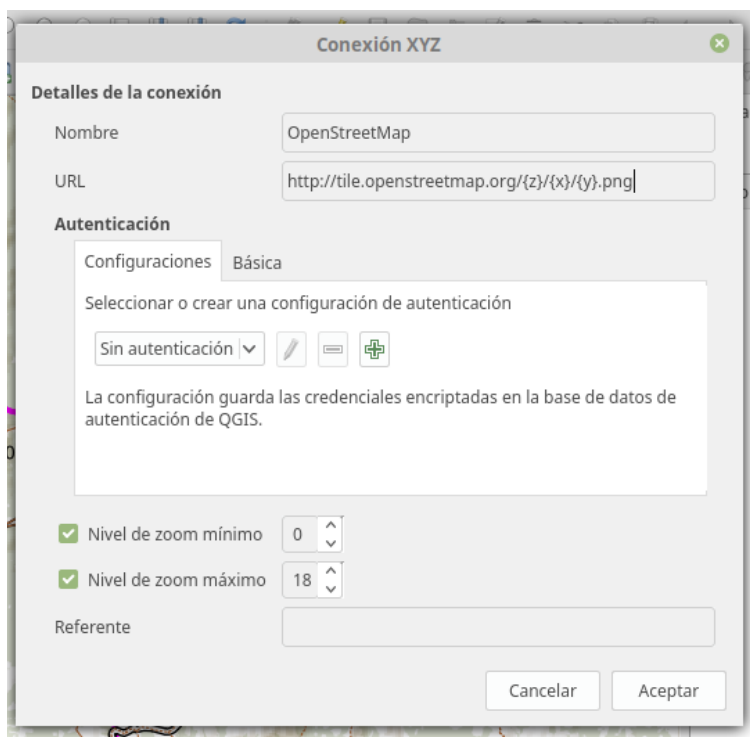 Conexión XYZ
Detalles de la conexión
Nombre
OpenStreetMap
URL
http://tile.openstreetmap.org/{z}/{x}/{y}.png
Autenticación
Configuraciones
Básica
Seleccionar o crear una configuración de autenticación
Sin autenticación
La configuración guarda las credenciales encriptadas en la base de datos de
autenticación de QGIS.
Nivel de zoom mínimo
0
Nivel de zoom máximo
18
Referente
Cancelar
Aceptar